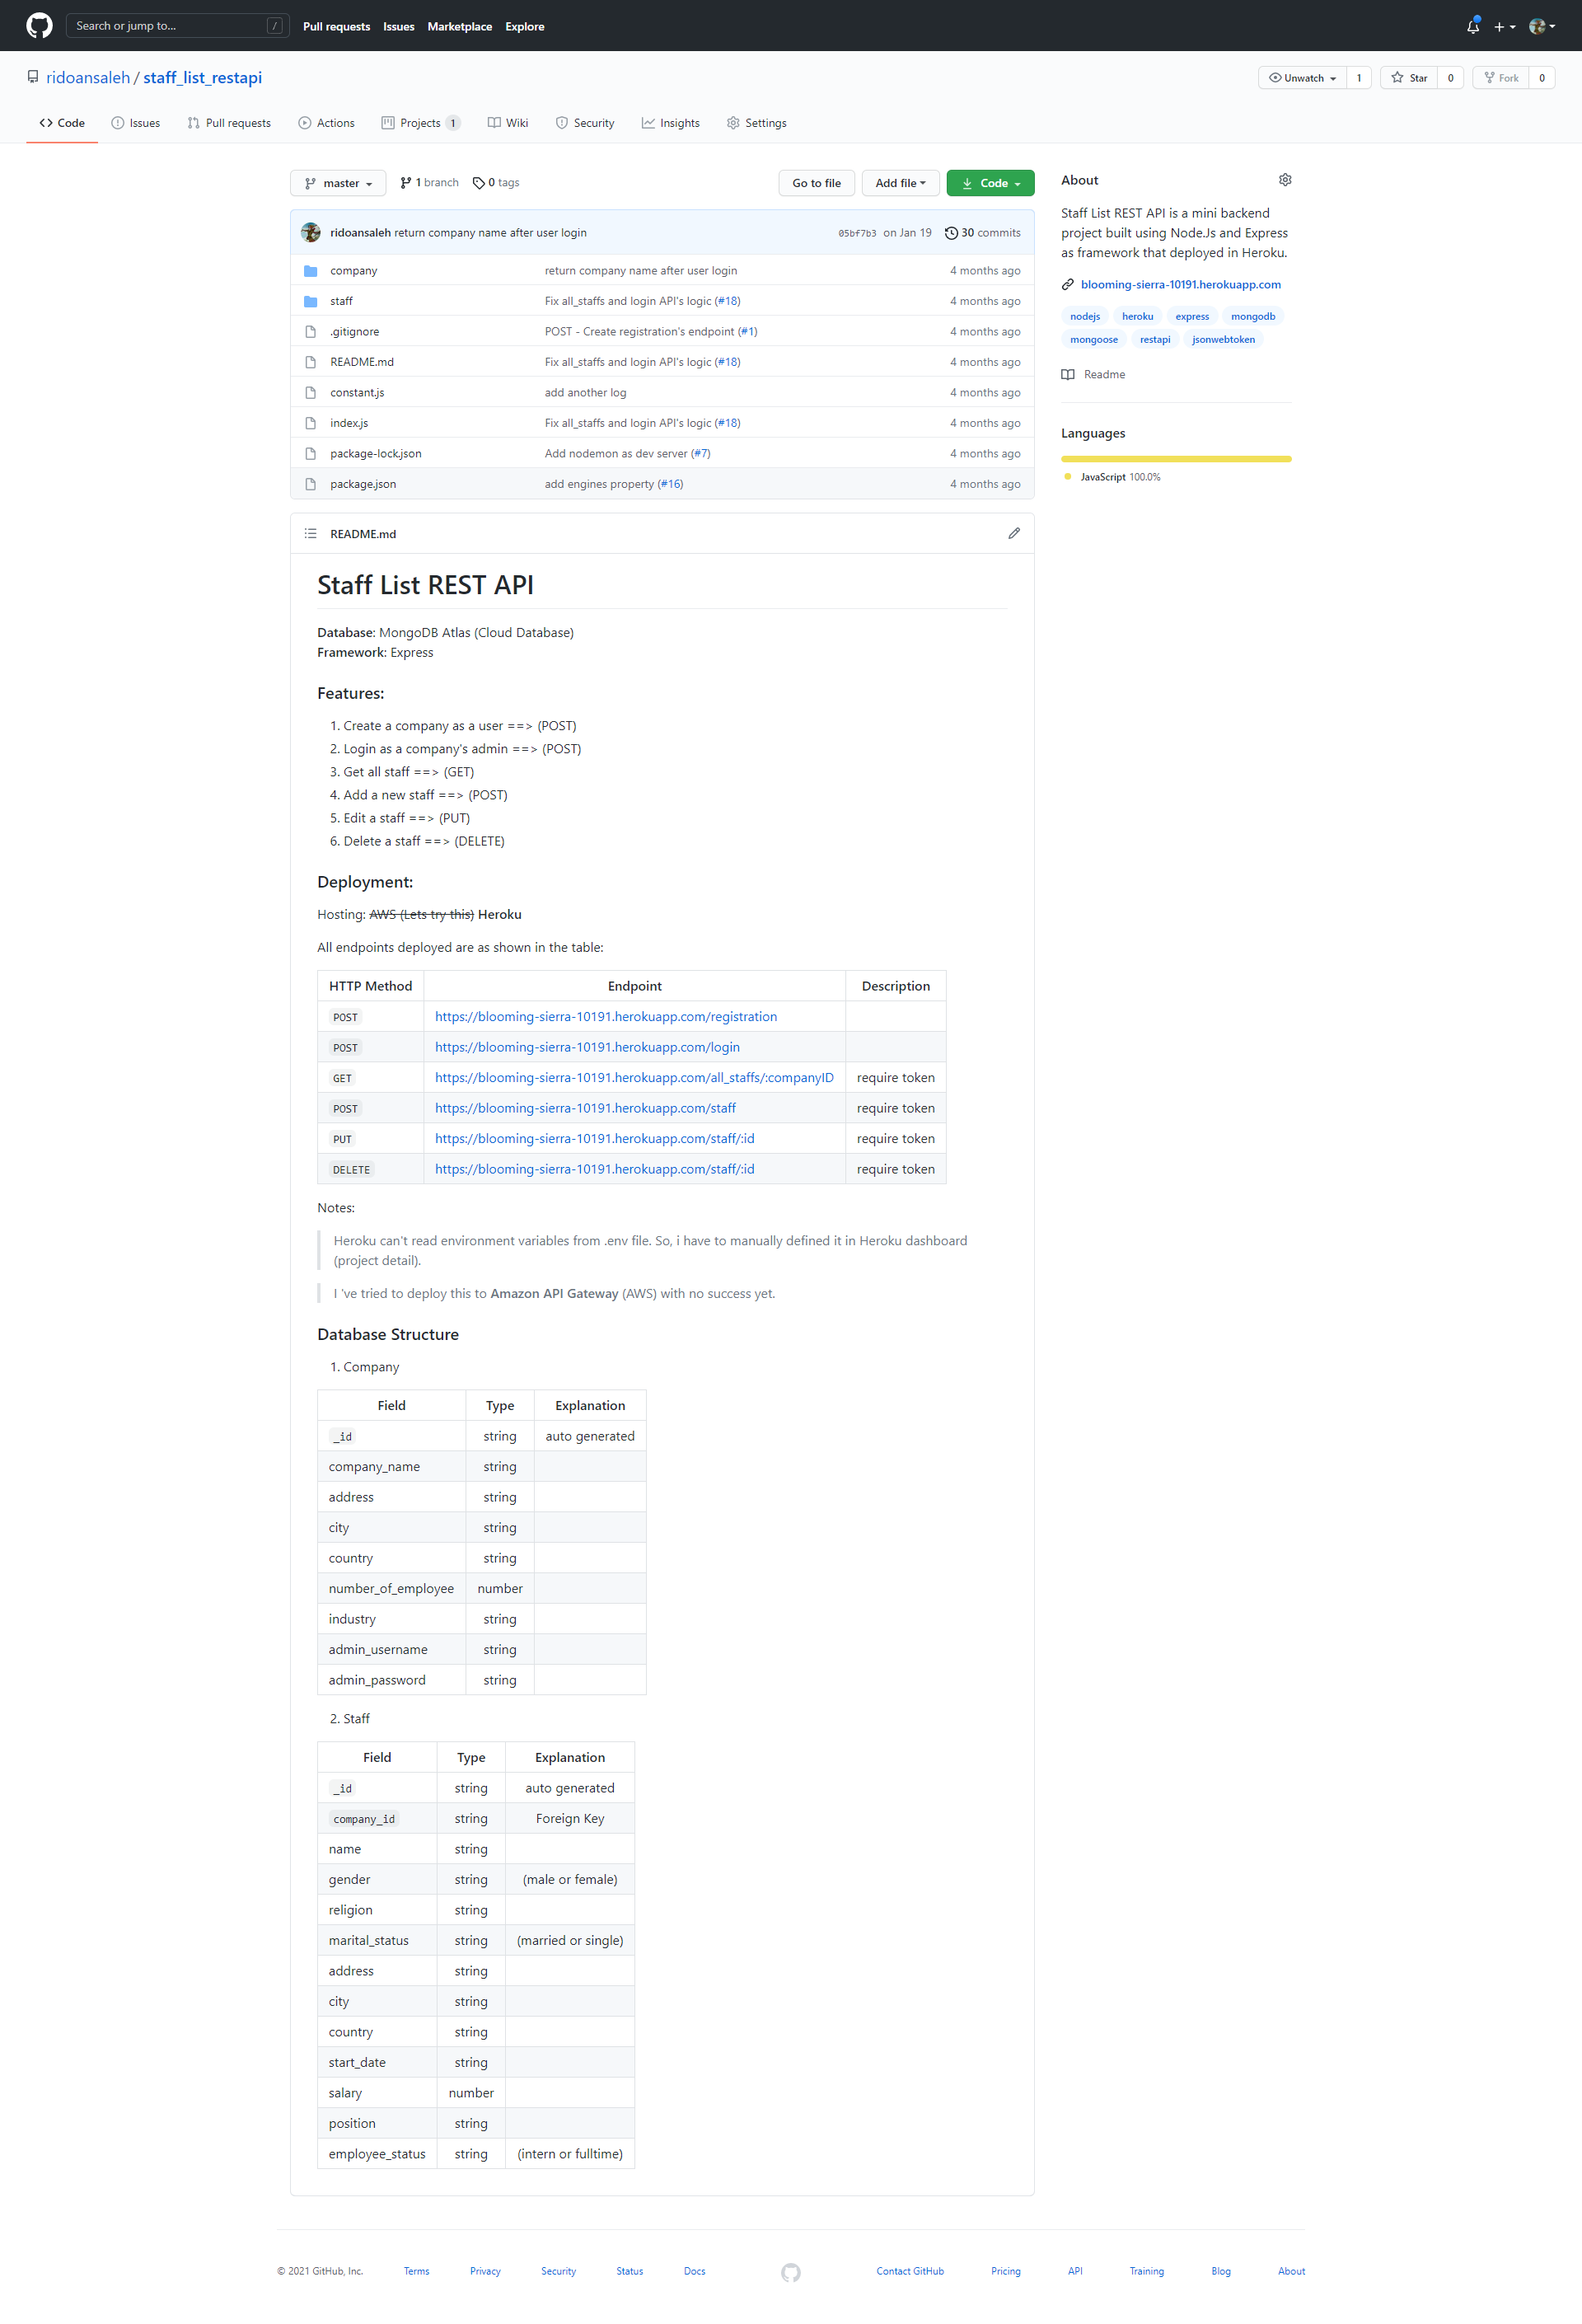 Search or jump to... /
Pull requests Issues Marketplace Explore
ridoansaleh / staff_list_restapi
Unwatch 1 Star 0 Fork 0
Code Issues Pull requests Actions Projects 1 Wiki Security Insights Settings
master 1 branch 0 tags Go to file Add file Code
ridoansaleh return company name after user login 05bf7b3 on Jan 19 30 commits
company return company name after user login 4 months ago
staff Fix all_staffs and login API's logic (#18) 4 months ago
.gitignore POST - Create registration's endpoint (#1) 4 months ago
README.md Fix all_staffs and login API's logic (#18) 4 months ago
constant.js add another log 4 months ago
index.js Fix all_staffs and login API's logic (#18) 4 months ago
package-lock.json Add nodemon as dev server (#7) 4 months ago
package.json add engines property (#16) 4 months ago
About
Staff List REST API is a mini backend
project built using Node.Js and Express
as framework that deployed in Heroku.
blooming-sierra-10191.herokuapp.com
nodejs heroku express mongodb
mongoose restapi jsonwebtoken
Readme
Languages
JavaScript 100.0%
README.md
Staff List REST API
Database: MongoDB Atlas (Cloud Database)
Framework: Express
Features:
1. Create a company as a user ==> (POST)
2. Login as a company's admin ==> (POST)
3. Get all staff ==> (GET)
4. Add a new staff ==> (POST)
5. Edit a staff ==> (PUT)
6. Delete a staff ==> (DELETE)
Deployment:
Hosting: AWS (Lets try this) Heroku
All endpoints deployed are as shown in the table:
HTTP Method Endpoint Description
POST https://blooming-sierra-10191.herokuapp.com/registration
POST https://blooming-sierra-10191.herokuapp.com/login
GET https://blooming-sierra-10191.herokuapp.com/all_staffs/:companyID require token
POST https://blooming-sierra-10191.herokuapp.com/staff require token
PUT https://blooming-sierra-10191.herokuapp.com/staff/:id require token
DELETE https://blooming-sierra-10191.herokuapp.com/staff/:id require token
Notes:
Heroku can't read environment variables from .env file. So, i have to manually defined it in Heroku dashboard
(project detail).
I 've tried to deploy this to Amazon API Gateway (AWS) with no success yet.
Database Structure
1. Company
Field Type Explanation
_id string auto generated
company_name string
address string
city string
country string
number_of_employee number
industry string
admin_username string
admin_password string
2. Staff
Field Type Explanation
_id string auto generated
company_id string Foreign Key
name string
gender string (male or female)
religion string
marital_status string (married or single)
address string
city string
country string
start_date string
salary number
position string
employee_status string (intern or fulltime)
© 2021 GitHub, Inc. Terms Privacy Security Status Docs Contact GitHub Pricing API Training Blog About